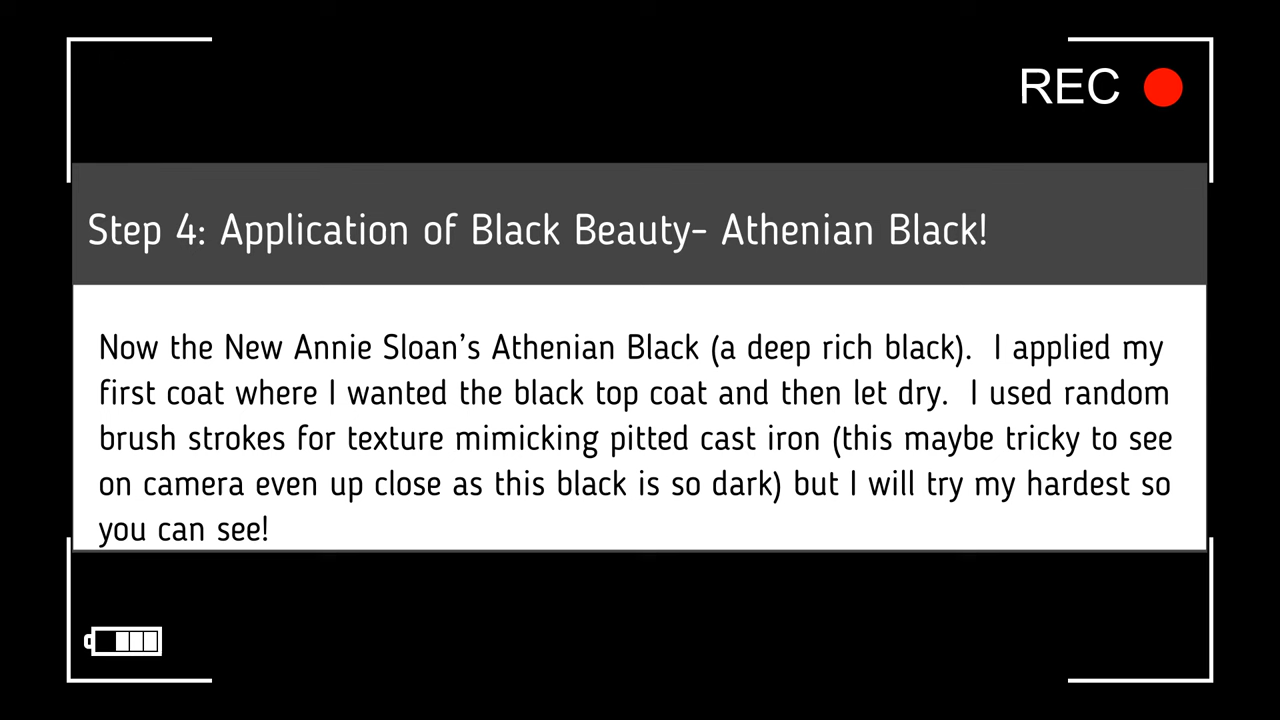 REC
Step 4: Application of Black Beauty- Athenian Black!
Now the New Annie Sloan's Athenian Black (a deep rich black).  I applied my
first coat where I wanted the black top coat and then let dry.  I used random
brush strokes for texture mimicking pitted cast iron (this maybe tricky to see
on camera even up close as this black is so dark) but I will try my hardest so
you can see!